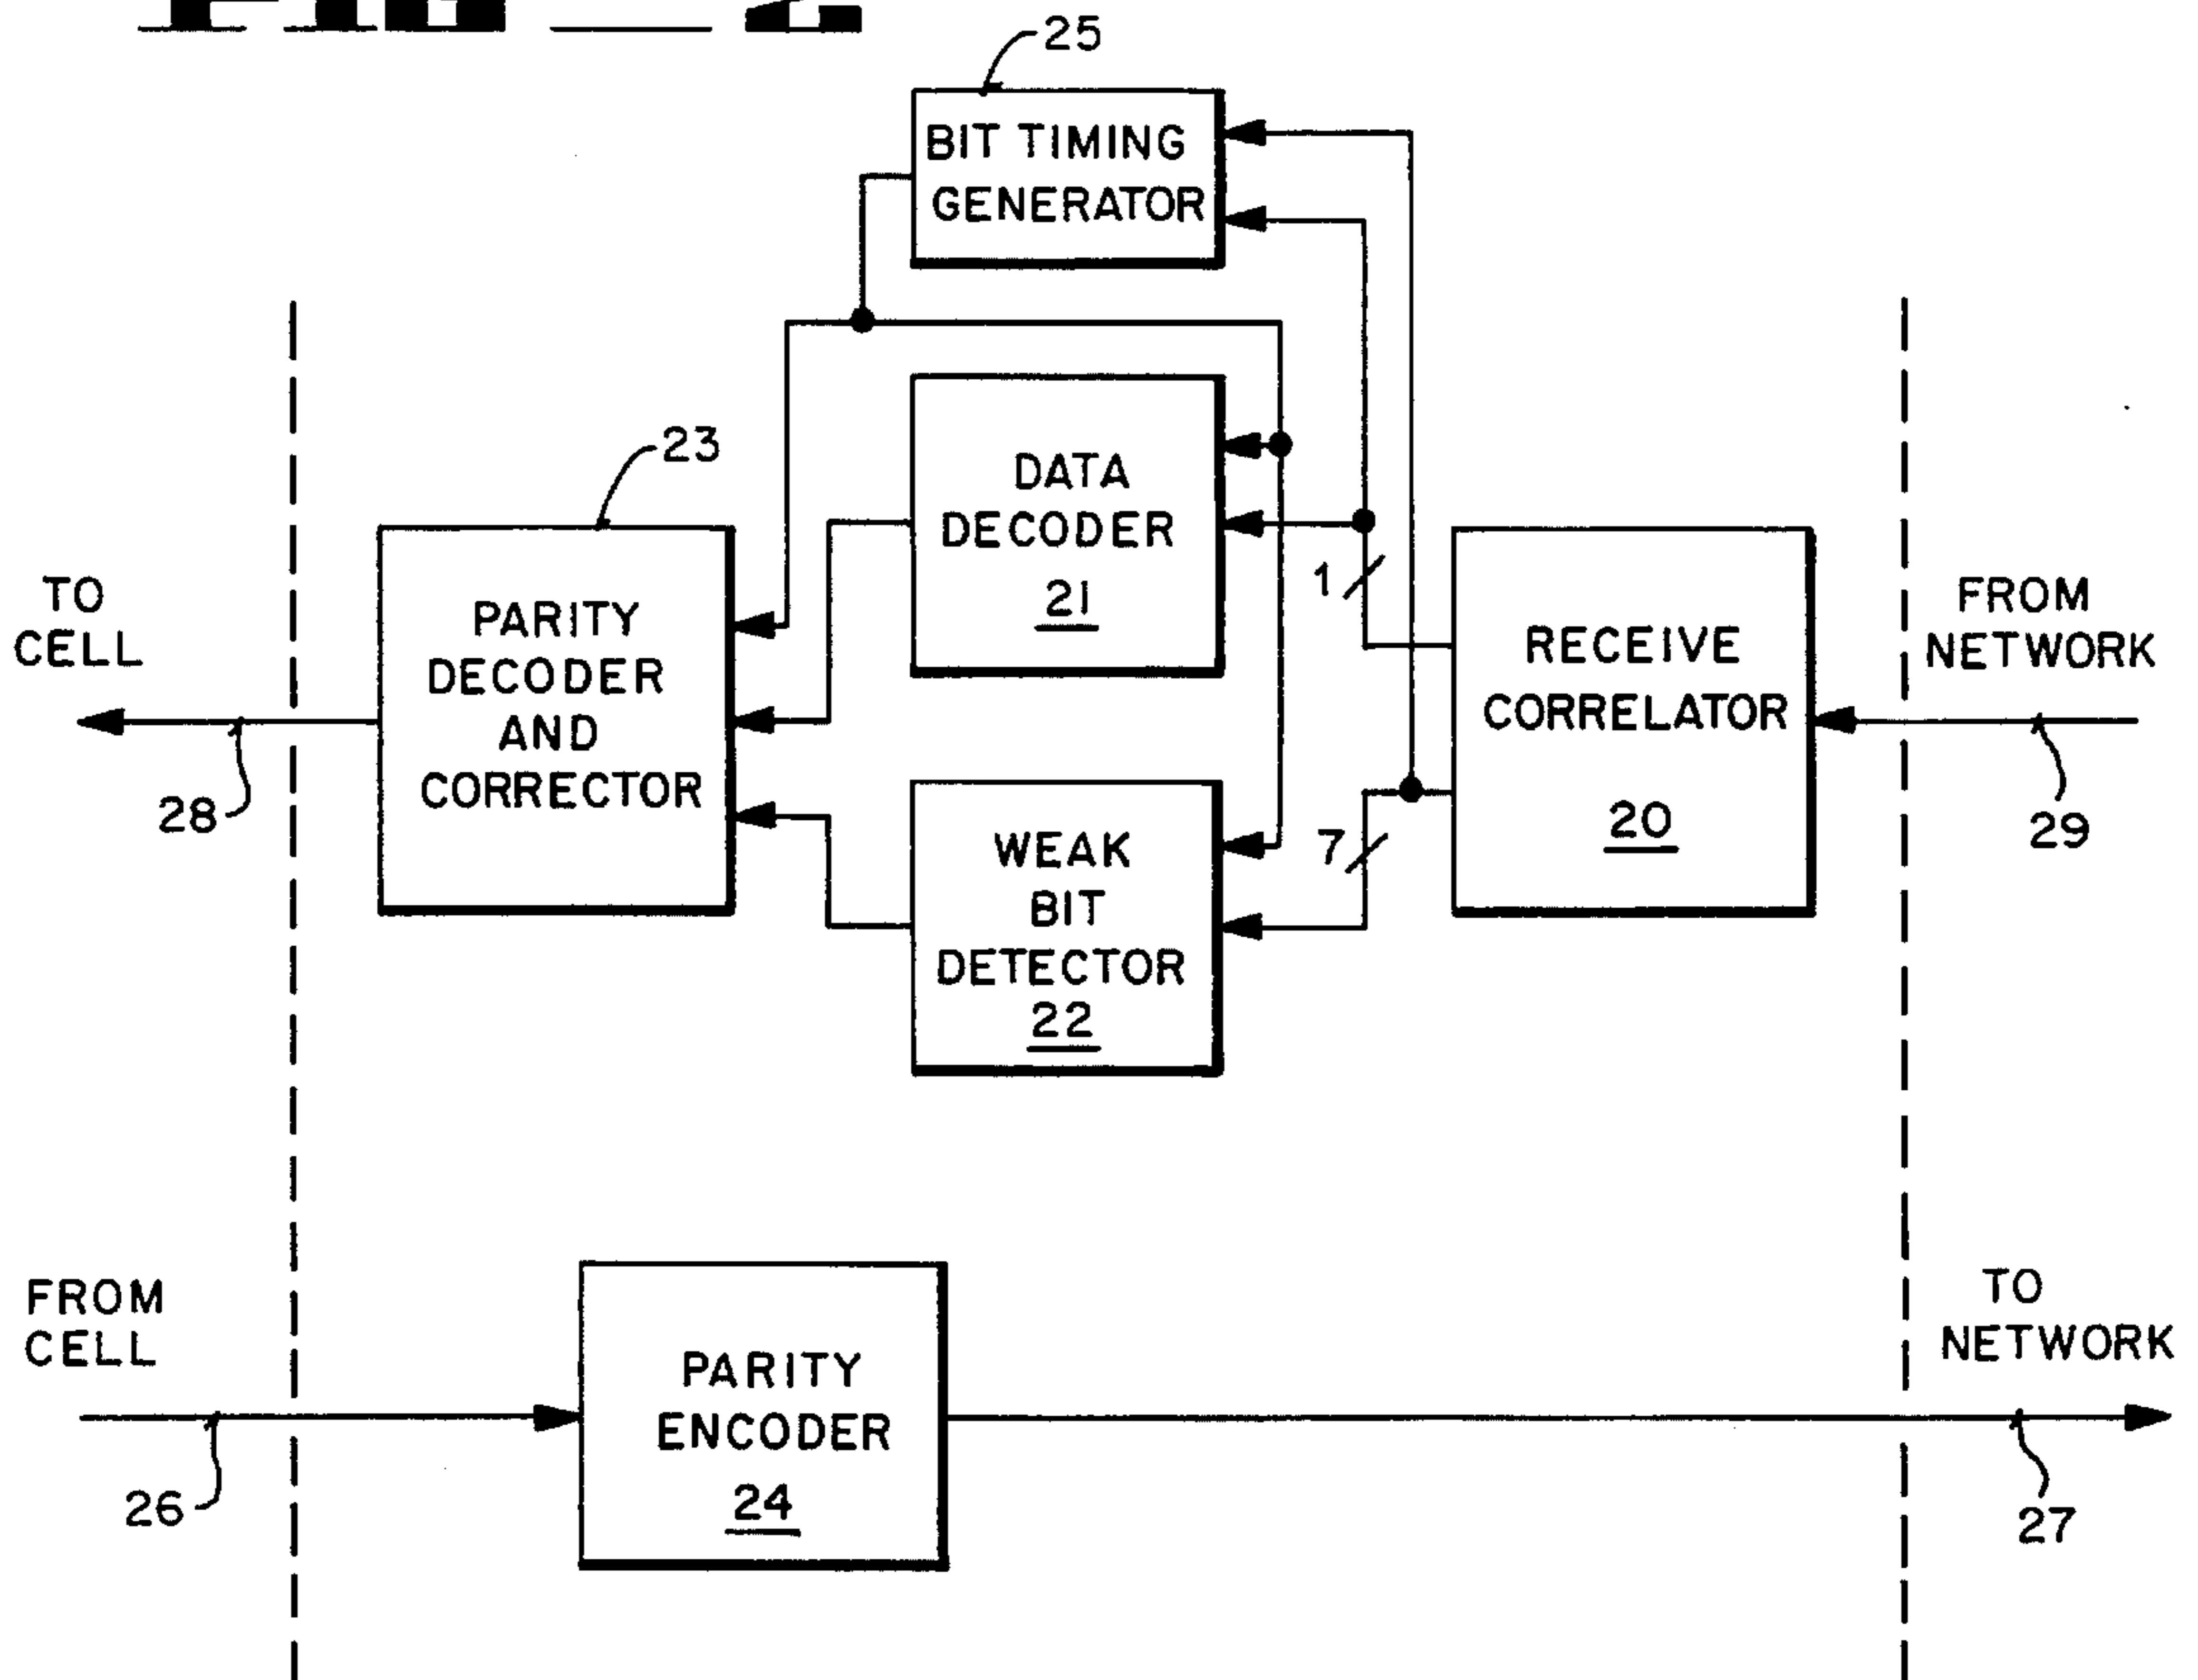 25
BIT TIMING
GENERATOR
23
DATA
DECODER
21
1
TO
CELL
PARITY
DECODER
AND
CORRECTOR
RECEIVE
CORRELATOR
20
FROM
NETWORK
28
29
7
WEAK
BIT
DETECTOR
22
FROM
CELL
PARITY
ENCODER
24
TO
NETWORK
26
27